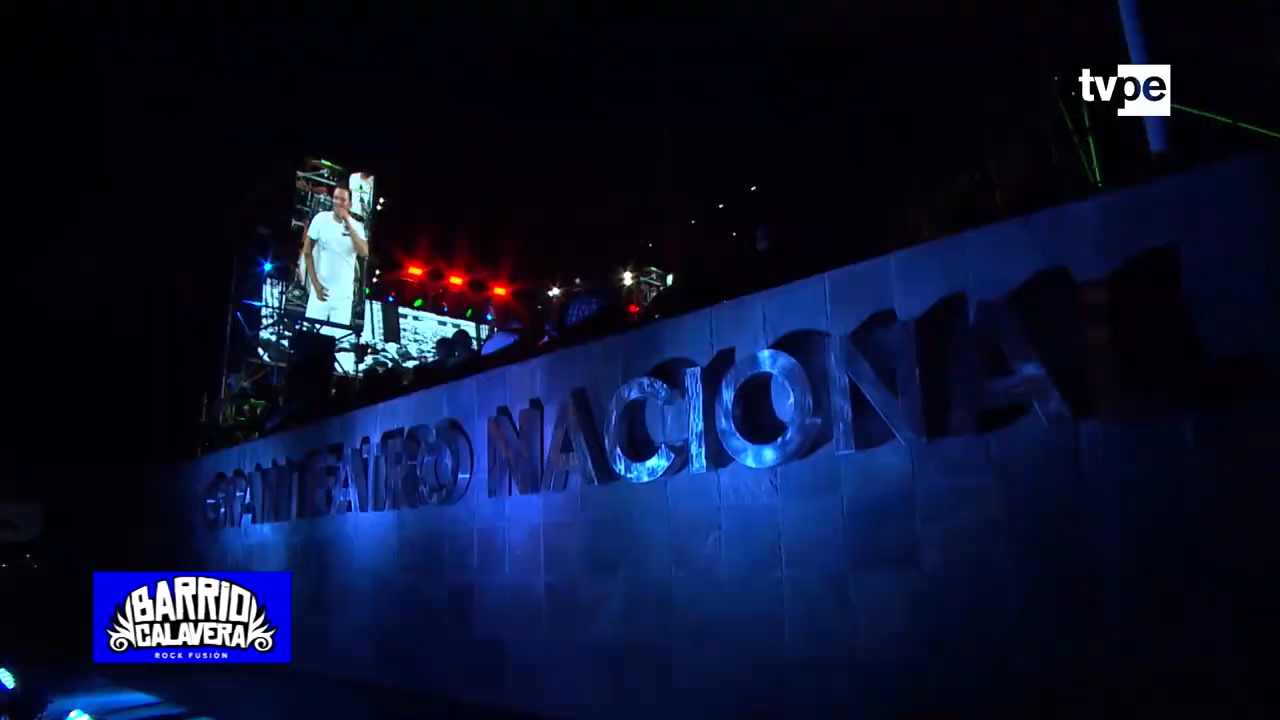 tvpe
GRAN TEATRO NACIONAL
BARRIO
CALAVERA
ROCK FUSIÓN